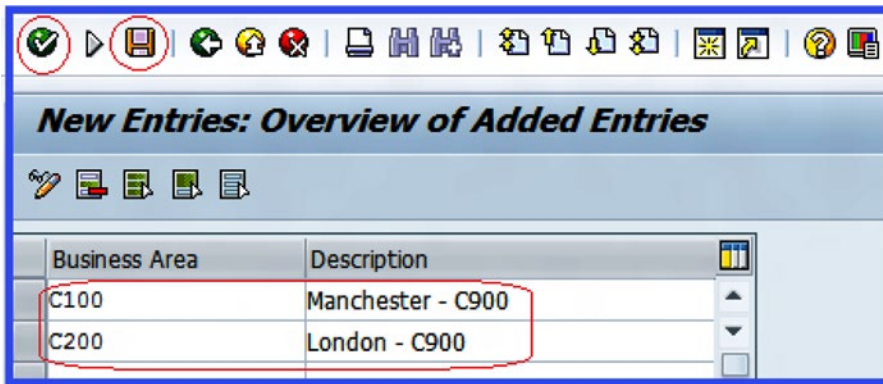 New Entries: Overview of Added Entries
Business Area Description
C100 Manchester - C900
C200 London - C900